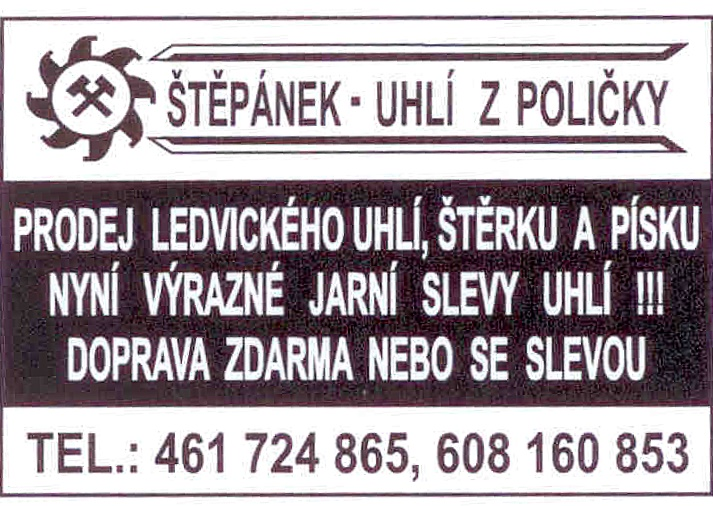 ŠTĚPÁNEK - UHLÍ Z POLIČKY
PRODEJ LEDVICKÉHO UHLÍ, ŠTĚRKU A PÍSKU
NYNÍ VÝRAZNÉ JARNÍ SLEVY UHLÍ !!!
DOPRAVA ZDARMA NEBO SE SLEVOU
TEL.: 461 724 865, 608 160 853